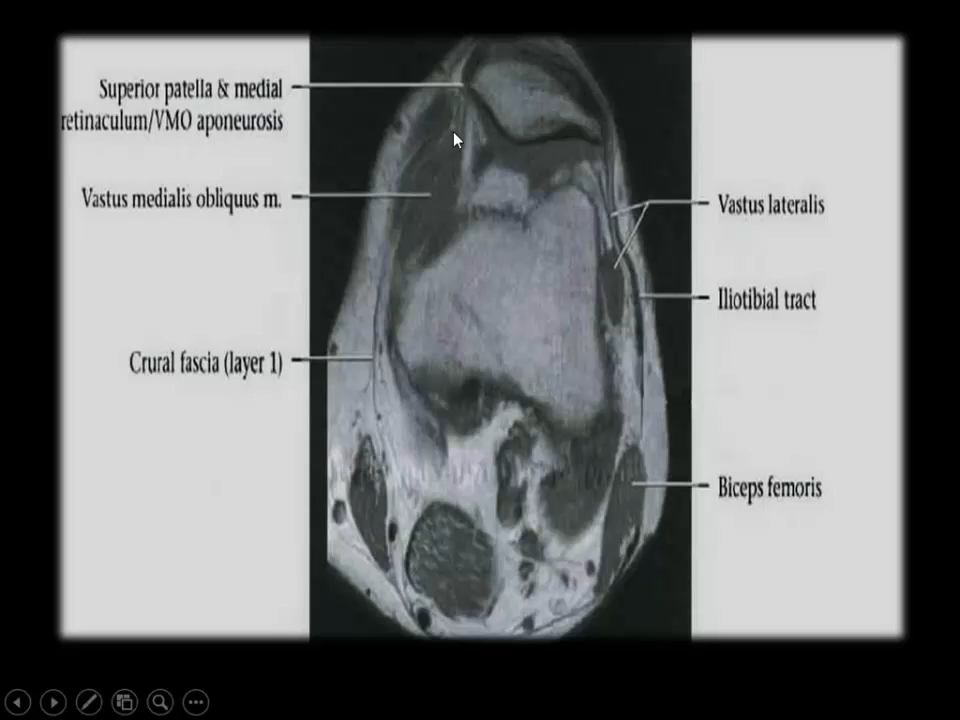 Superior patella & medial
retinaculum/VMO aponeurosis
Vastus medialis obliquus m.
Crural fascia (layer 1)
Vastus lateralis
Iliotibial tract
Biceps femoris